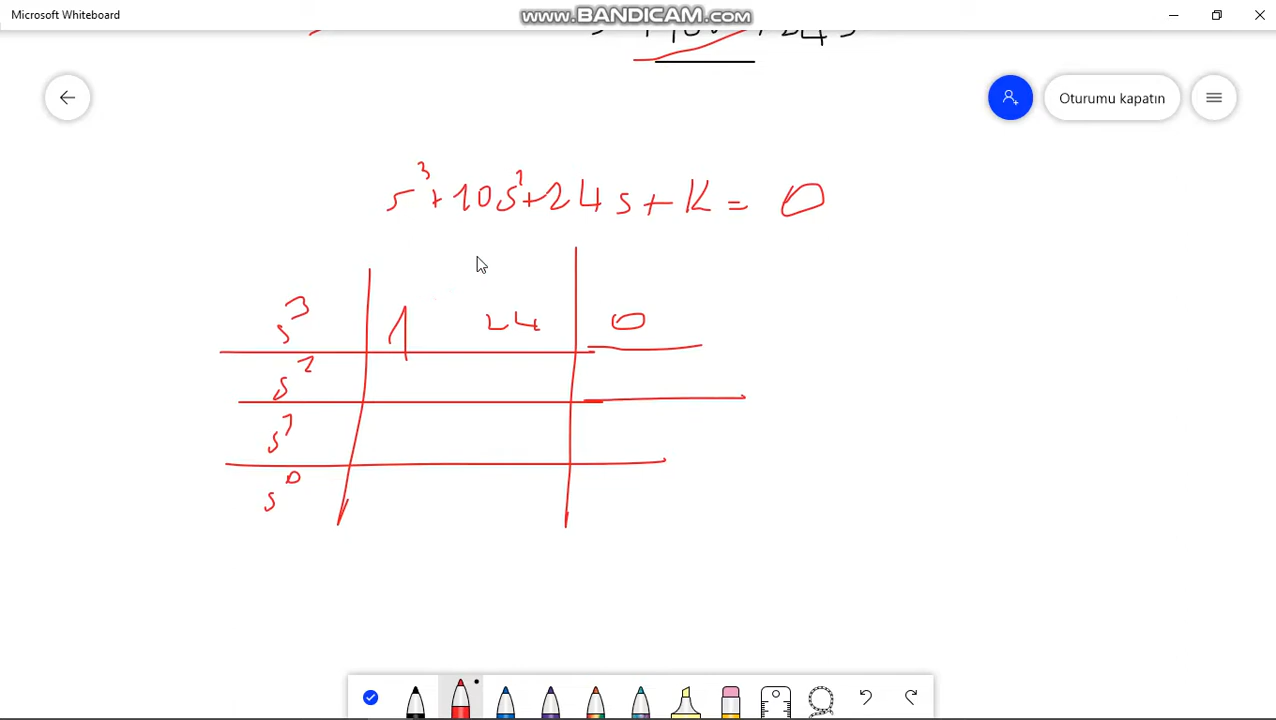 Microsoft Whiteboard
www.BANDICAM.com
Oturumu kapatın
s³+10s²+24s+K=0
s³ 1 24 0
s²
s¹
s⁰